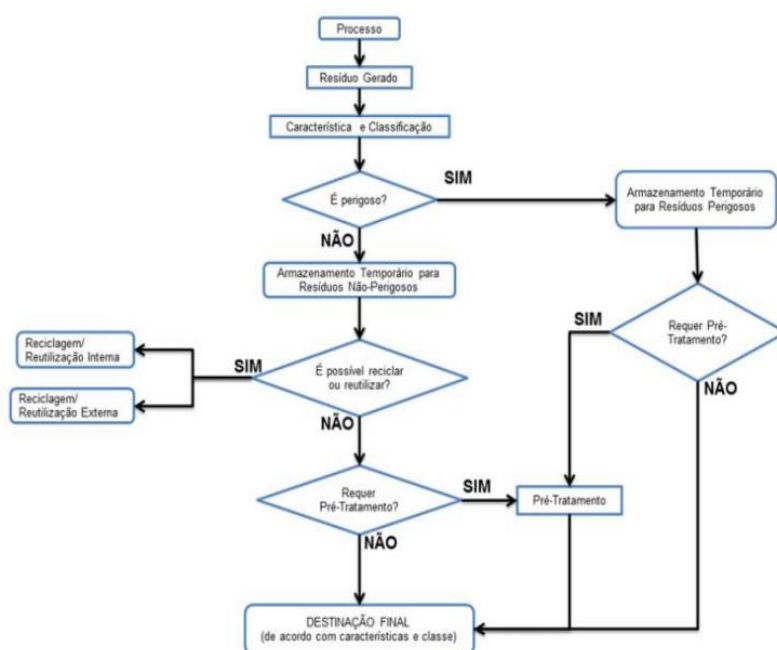 Processo
Resíduo Gerado
Característica e Classificação
É perigoso?
SIM
Armazenamento Temporário
para Resíduos Perigosos
NÃO
Armazenamento Temporário para
Resíduos Não-Perigosos
Requer Pré-
Tratamento?
SIM
NÃO
É possível reciclar
ou reutilizar?
SIM
Reciclagem/
Reutilização Interna
Reciclagem/
Reutilização Externa
NÃO
Requer
Pré-Tratamento?
SIM
Pré-Tratamento
NÃO
DESTINAÇÃO FINAL
(de acordo com características e classe)